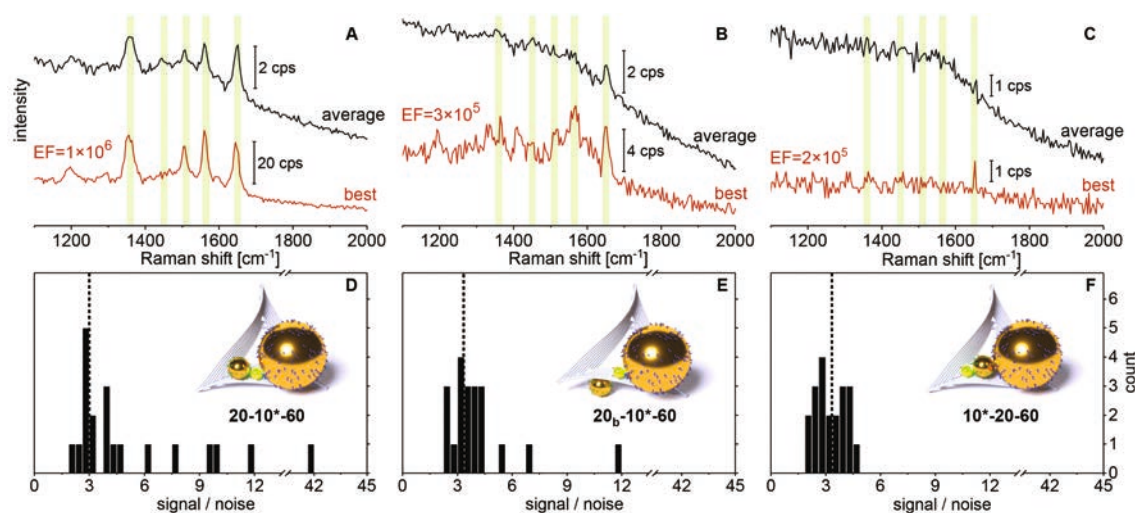 A
2 cps
average
EF=1×10⁶
20 cps
best
intensity
1200 1400 1600 1800 2000
Raman shift [cm⁻¹]
B
2 cps
average
EF=3×10⁵
4 cps
best
1200 1400 1600 1800 2000
Raman shift [cm⁻¹]
C
1 cps
average
EF=2×10⁵
1 cps
best
1200 1400 1600 1800 2000
Raman shift [cm⁻¹]
D
20-10*-60
0 3 6 9 12 42 45
signal / noise
E
20b-10*-60
0 3 6 9 12 42 45
signal / noise
F
10*-20-60
0 3 6 9 12 42 45
signal / noise
6
5
4
3
2
1
0
count